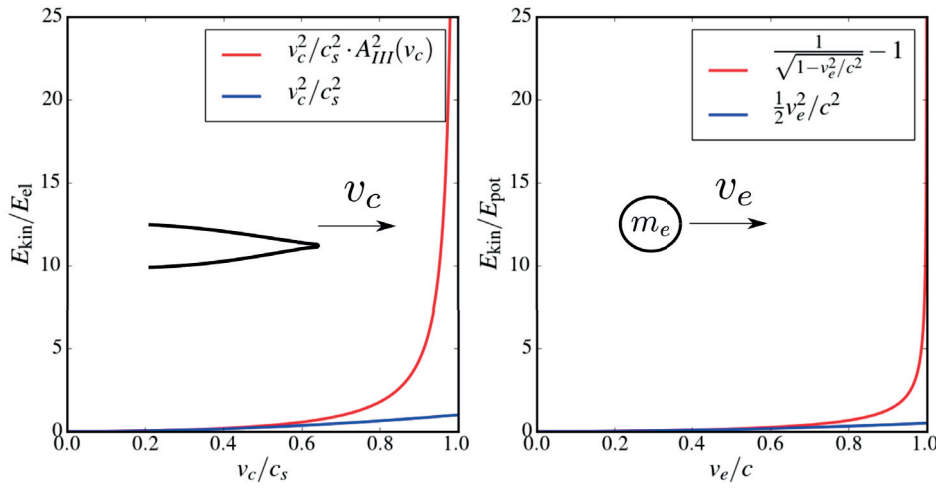 25
20
15
10
5
0
0.0 0.2 0.4 0.6 0.8 1.0
E_kin/E_el
v_c/c_s
v_c^2/c_s^2 · A_{III}^2(v_c)
v_c^2/c_s^2
v_c
25
20
15
10
5
0
0.0 0.2 0.4 0.6 0.8 1.0
E_kin/E_pot
v_e/c
1/√(1−v_e^2/c^2) − 1
½v_e^2/c^2
m_e
v_e